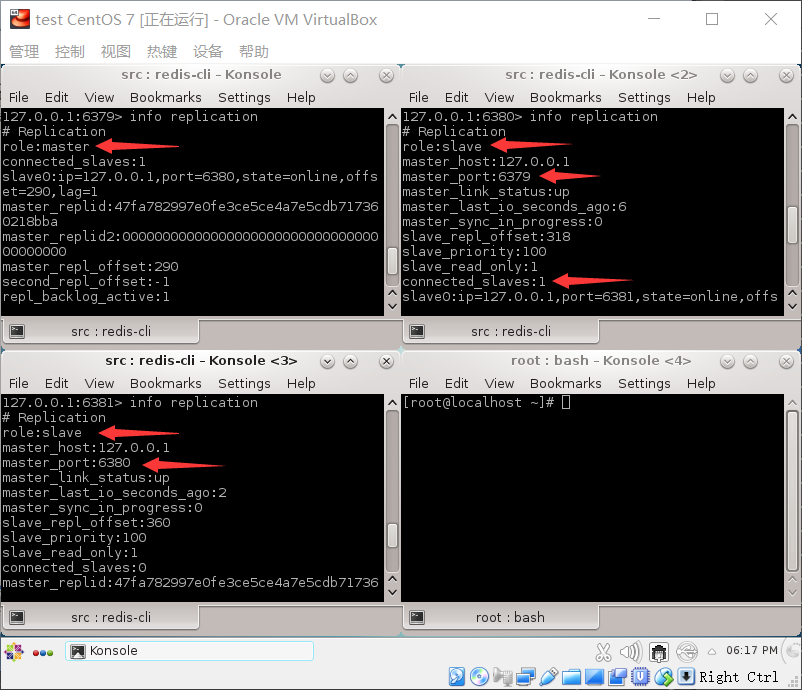 test CentOS 7 [正在运行] - Oracle VM VirtualBox
管理 控制 视图 热键 设备 帮助
src : redis-cli – Konsole
File Edit View Bookmarks Settings Help
127.0.0.1:6379> info replication
# Replication
role:master
connected_slaves:1
slave0:ip=127.0.0.1,port=6380,state=online,offs
et=290,lag=1
master_replid:47fa782997e0fe3ce5ce4a7e5cdb71736
0218bba
master_replid2:00000000000000000000000000000000
00000000
master_repl_offset:290
second_repl_offset:-1
repl_backlog_active:1
src : redis-cli
src : redis-cli – Konsole <2>
File Edit View Bookmarks Settings Help
127.0.0.1:6380> info replication
# Replication
role:slave
master_host:127.0.0.1
master_port:6379
master_link_status:up
master_last_io_seconds_ago:6
master_sync_in_progress:0
slave_repl_offset:318
slave_priority:100
slave_read_only:1
connected_slaves:1
slave0:ip=127.0.0.1,port=6381,state=online,offs
src : redis-cli
src : redis-cli – Konsole <3>
File Edit View Bookmarks Settings Help
127.0.0.1:6381> info replication
# Replication
role:slave
master_host:127.0.0.1
master_port:6380
master_link_status:up
master_last_io_seconds_ago:2
master_sync_in_progress:0
slave_repl_offset:360
slave_priority:100
slave_read_only:1
connected_slaves:0
master_replid:47fa782997e0fe3ce5ce4a7e5cdb71736
src : redis-cli
root : bash – Konsole <4>
File Edit View Bookmarks Settings Help
[root@localhost ~]#
root : bash
Konsole
06:17 PM
Right Ctrl